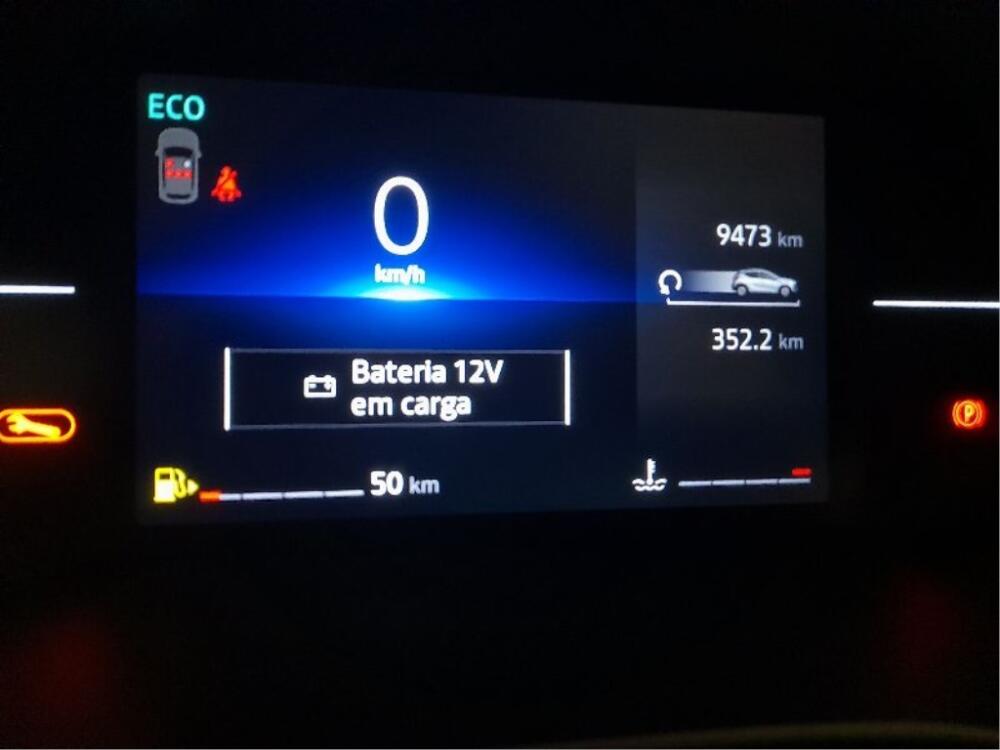 ECO
0
km/h
9473 km
352.2 km
Bateria 12V
em carga
50 km
P